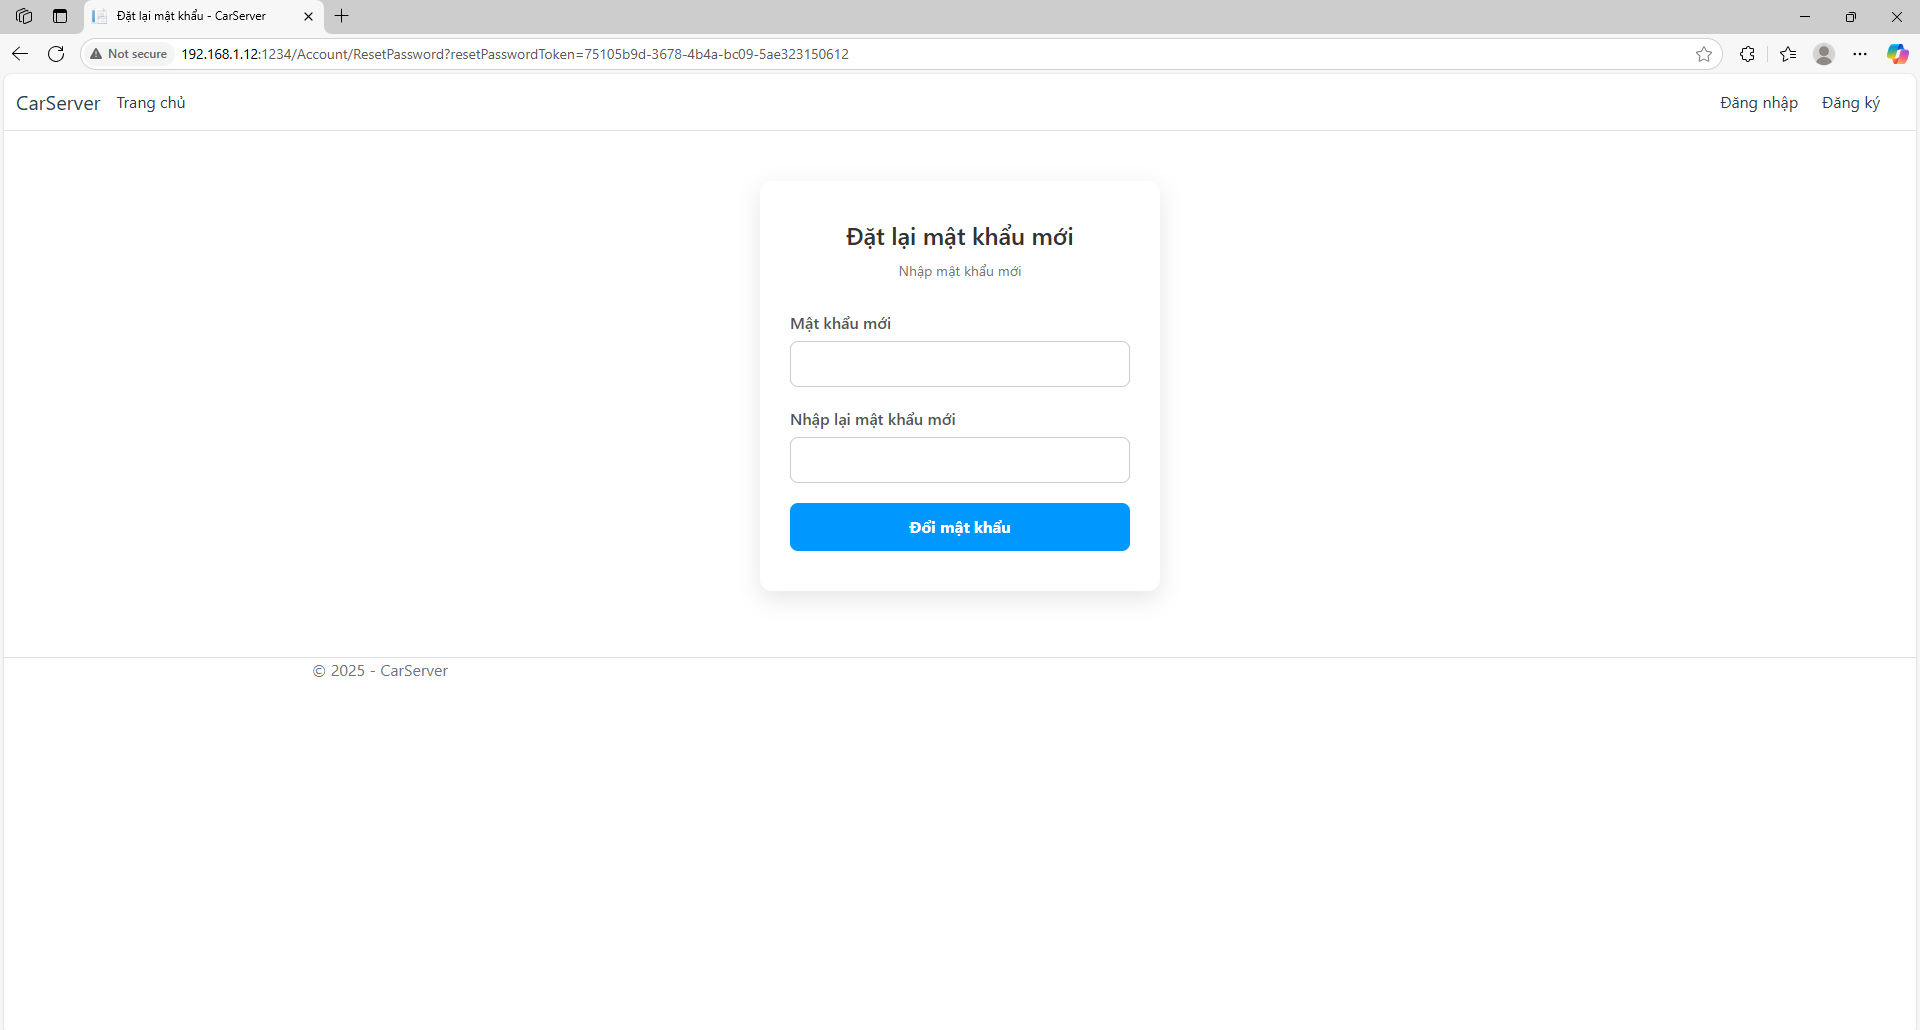 Đặt lại mật khẩu - CarServer
Not secure 192.168.1.12:1234/Account/ResetPassword?resetPasswordToken=75105b9d-3678-4b4a-bc09-5ae323150612
CarServer Trang chủ Đăng nhập Đăng ký
Đặt lại mật khẩu mới
Nhập mật khẩu mới
Mật khẩu mới
Nhập lại mật khẩu mới
Đổi mật khẩu
© 2025 - CarServer